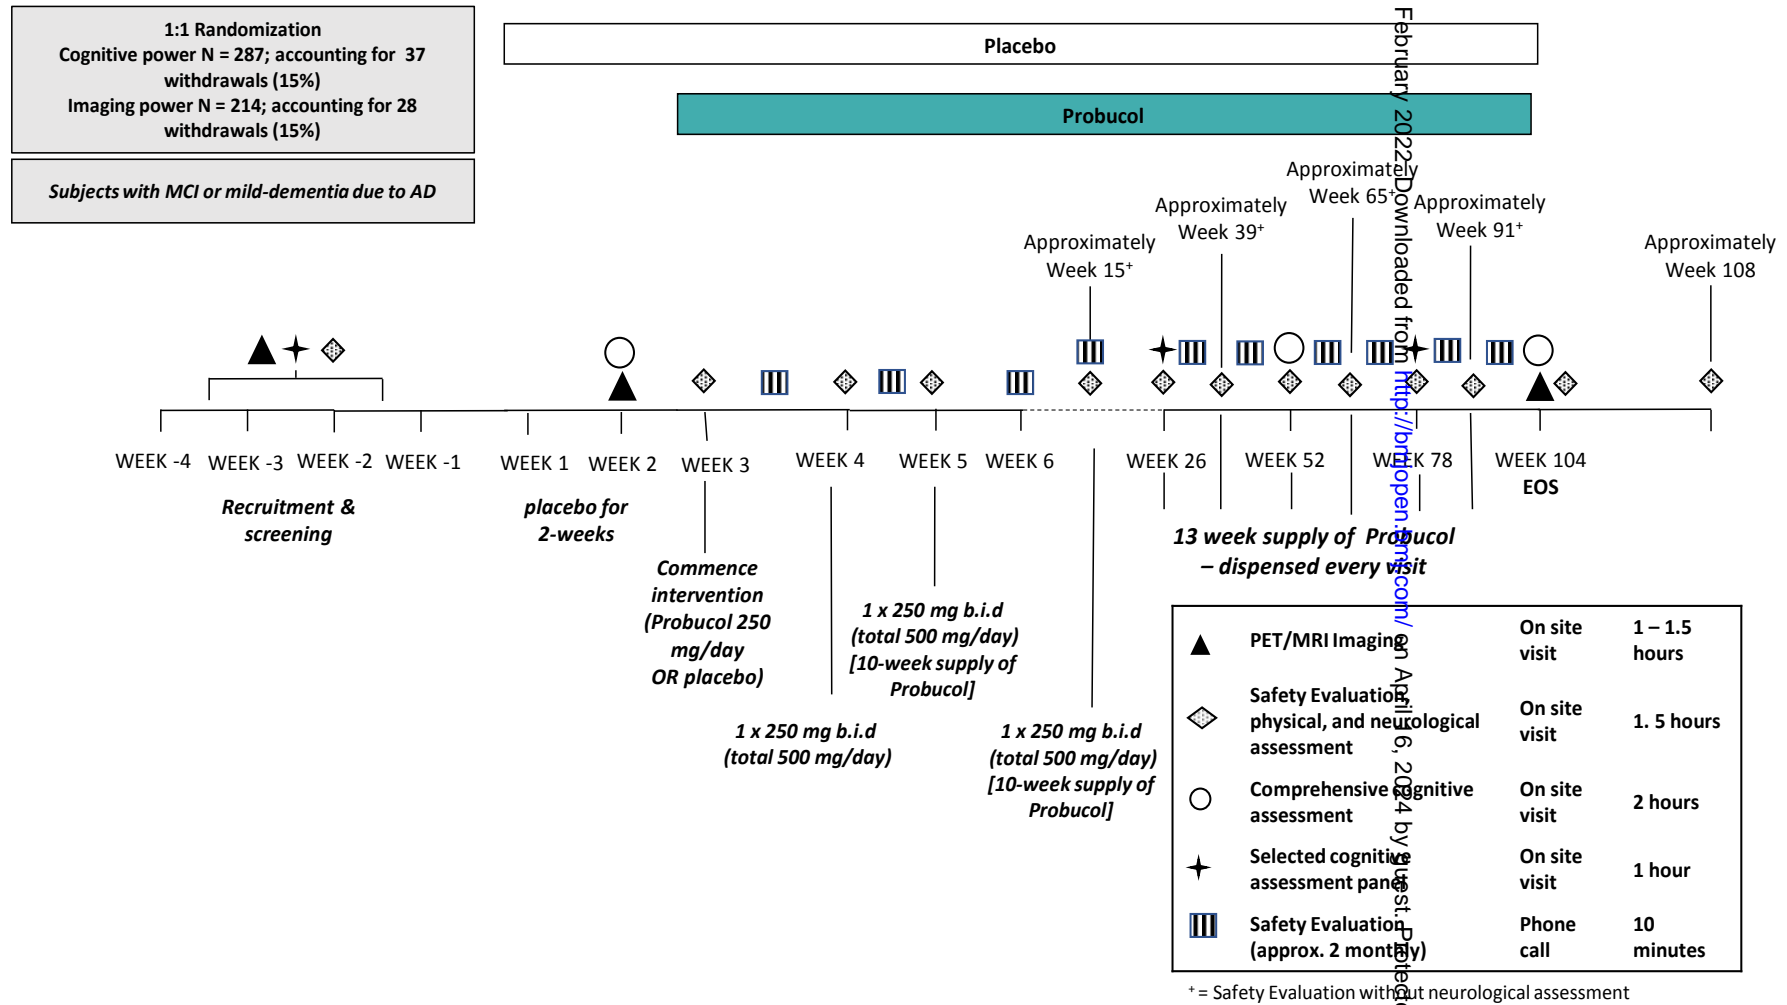 1:1 Randomization
Cognitive power N = 287; accounting for 37
withdrawals (15%)
Imaging power N = 214; accounting for 28
withdrawals (15%)
Subjects with MCI or mild-dementia due to AD
Placebo
Probucol
Approximately
Week 15+
Approximately
Week 39+
Approximately
Week 65+
Approximately
Week 91+
Approximately
Week 108
WEEK -4 WEEK -3 WEEK -2 WEEK -1 WEEK 1 WEEK 2 WEEK 3 WEEK 4 WEEK 5 WEEK 6 WEEK 26 WEEK 52 WEEK 78 WEEK 104
EOS
Recruitment &
screening
placebo for
2-weeks
Commence
intervention
(Probucol 250
mg/day
OR placebo)
1 x 250 mg b.i.d
(total 500 mg/day)
1 x 250 mg b.i.d
(total 500 mg/day)
[10-week supply of
Probucol]
1 x 250 mg b.i.d
(total 500 mg/day)
[10-week supply of
Probucol]
13 week supply of Probucol
– dispensed every visit
PET/MRI Imaging On site 1 – 1.5
visit hours
Safety Evaluation,
physical, and neurological On site 1. 5 hours
assessment visit
Comprehensive cognitive On site 2 hours
assessment visit
Selected cognitive On site 1 hour
assessment panel visit
Safety Evaluation Phone 10
(approx. 2 monthly) call minutes
+ = Safety Evaluation without neurological assessment
February 2022. Downloaded from http://bmjopen.bmj.com/ on April 16, 2024 by guest. Protecte